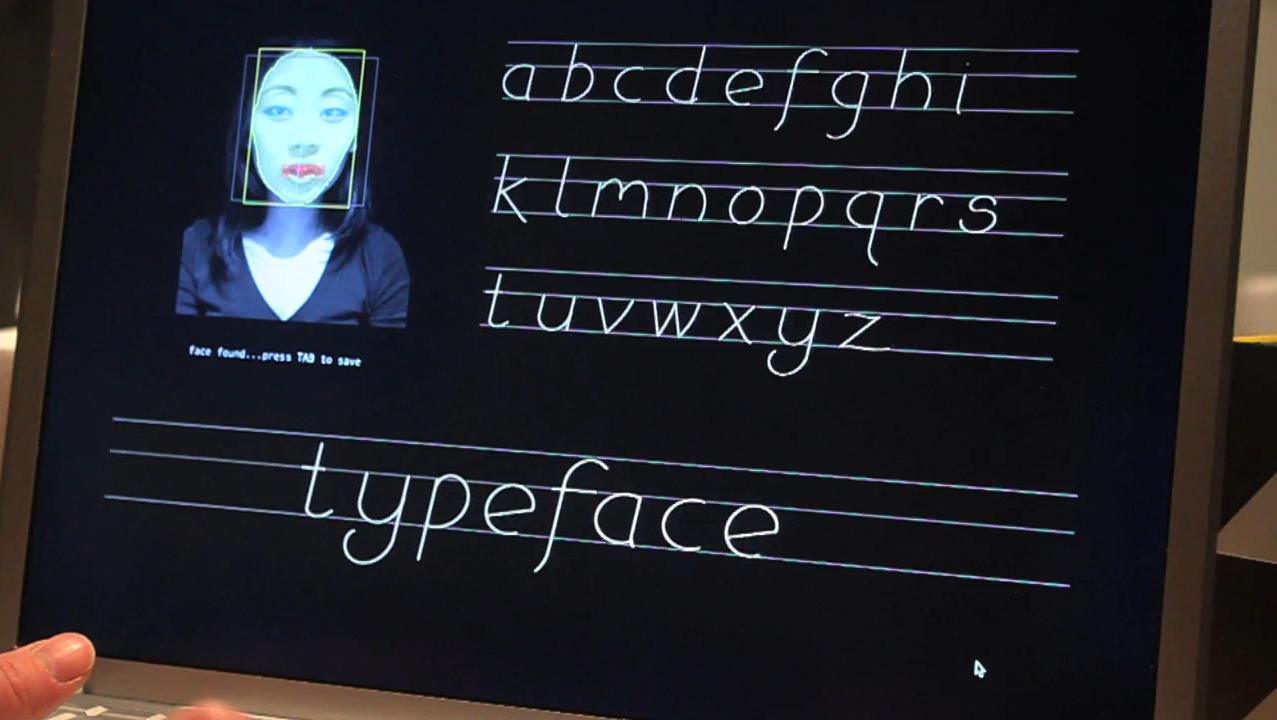 a b c d e f g h i
k l m n o p q r s
t u v w x y z
face found...press TAB to save
typeface